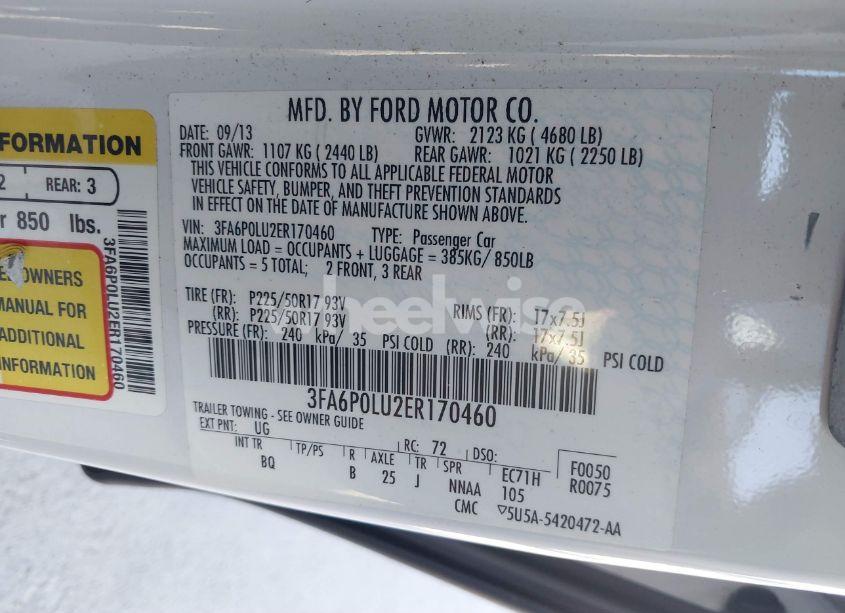 FORMATION
2 REAR: 3
r 850 lbs.
E OWNERS
MANUAL FOR
ADDITIONAL
INFORMATION
3FA6P0LU2ER170460
MFD. BY FORD MOTOR CO.
DATE: 09/13 GVWR: 2123 KG ( 4680 LB)
FRONT GAWR: 1107 KG ( 2440 LB) REAR GAWR: 1021 KG ( 2250 LB)
THIS VEHICLE CONFORMS TO ALL APPLICABLE FEDERAL MOTOR
VEHICLE SAFETY, BUMPER, AND THEFT PREVENTION STANDARDS
IN EFFECT ON THE DATE OF MANUFACTURE SHOWN ABOVE.
VIN: 3FA6P0LU2ER170460 TYPE: Passenger Car
MAXIMUM LOAD = OCCUPANTS + LUGGAGE = 385KG/ 850LB
OCCUPANTS = 5 TOTAL; 2 FRONT, 3 REAR
TIRE (FR): P225/50R17 93V RIMS (FR): 17x7.5J
(RR): P225/50R17 93V (RR): 17x7.5J
PRESSURE (FR): 240 kPa/ 35 PSI COLD (RR): 240 kPa/ 35 PSI COLD
3FA6P0LU2ER170460
TRAILER TOWING - SEE OWNER GUIDE
EXT PNT: UG RC: 72 DSO: F0050
INT TR TP/PS R AXLE TR SPR EC71H R0075
BQ B 25 J NNAA 105
CMC ▽5U5A-5420472-AA
wheelwise